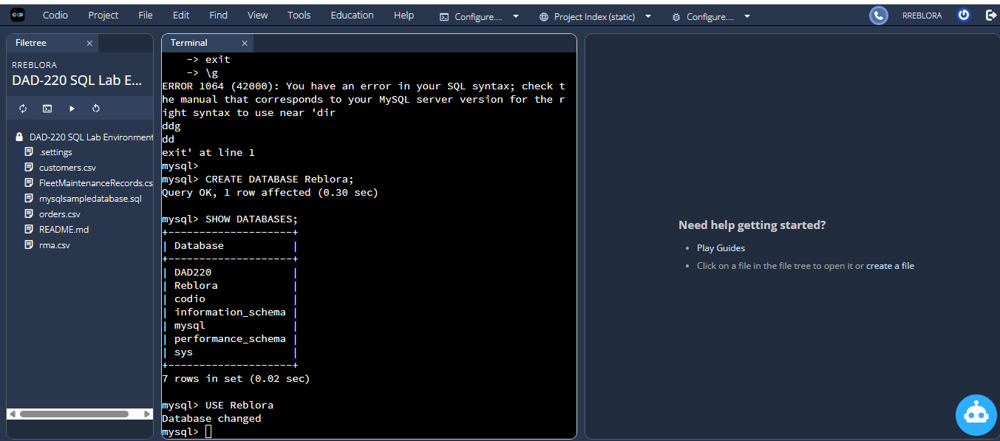 Codio Project File Edit Find View Tools Education Help Configure.... Project Index (static) Configure.... RREBLORA
Filetree ×
RREBLORA
DAD-220 SQL Lab E...
DAD-220 SQL Lab Environment
.settings
customers.csv
FleetMaintenanceRecords.cs
mysqlsampledatabase.sql
orders.csv
README.md
rma.csv
Terminal ×
-> exit
-> \g
ERROR 1064 (42000): You have an error in your SQL syntax; check t
he manual that corresponds to your MySQL server version for the r
ight syntax to use near 'dir
ddg
dd
exit' at line 1
mysql>
mysql> CREATE DATABASE Reblora;
Query OK, 1 row affected (0.30 sec)
mysql> SHOW DATABASES;
+--------------------+
| Database           |
+--------------------+
| DAD220             |
| Reblora            |
| codio              |
| information_schema |
| mysql              |
| performance_schema |
| sys                |
+--------------------+
7 rows in set (0.02 sec)
mysql> USE Reblora
Database changed
mysql>
Need help getting started?
• Play Guides
• Click on a file in the file tree to open it or create a file